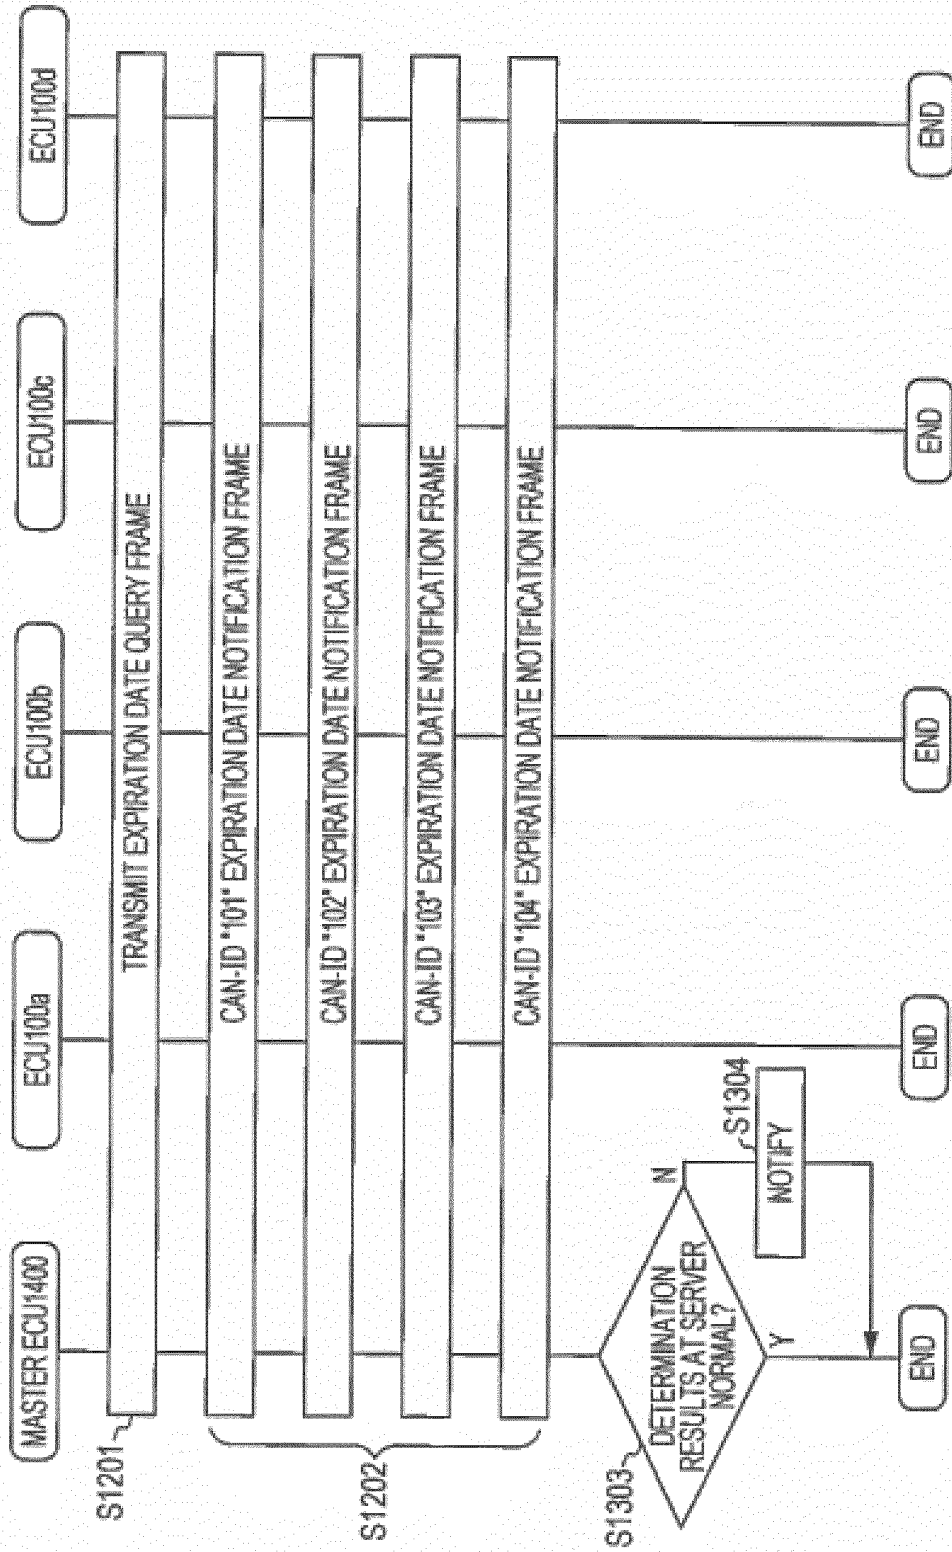 MASTER ECU1400
ECU100a
ECU100b
ECU100c
ECU100d
S1201
TRANSMIT EXPIRATION DATE QUERY FRAME
S1202
CAN-ID "101" EXPIRATION DATE NOTIFICATION FRAME
CAN-ID "102" EXPIRATION DATE NOTIFICATION FRAME
CAN-ID "103" EXPIRATION DATE NOTIFICATION FRAME
CAN-ID "104" EXPIRATION DATE NOTIFICATION FRAME
S1303
DETERMINATION
RESULTS AT SERVER
NORMAL?
N
S1304
NOTIFY
Y
END
END
END
END
END